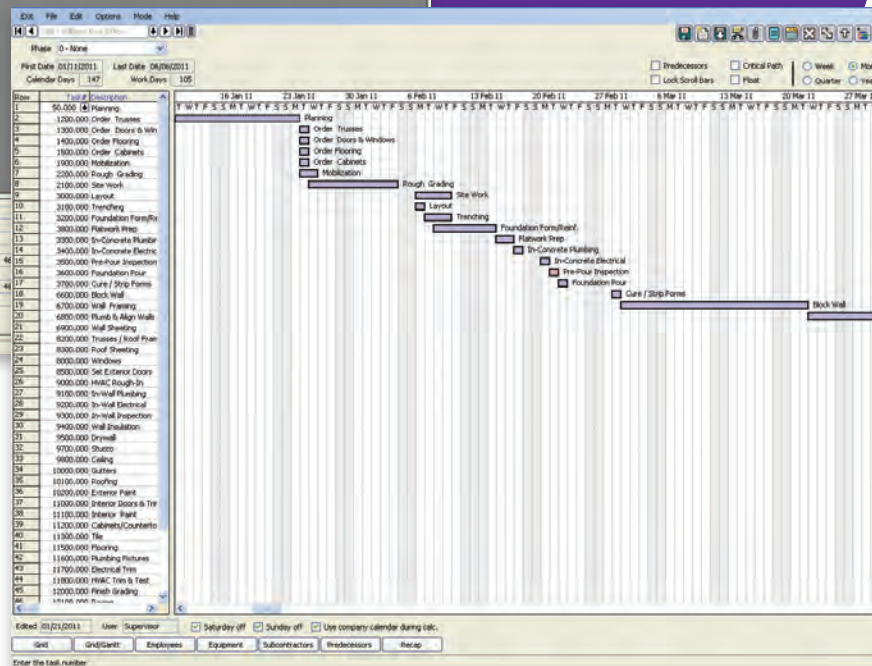 Exit File Edit Options Mode Help
Phase 0 - None
First Date 01/11/2011 Last Date 06/06/2011
Calendar Days 147 Work Days 105
Predecessors Critical Path Week
Lock Scroll bars Float Quarter
16 Jan 11 23 Jan 11 30 Jan 11 6 Feb 11 13 Feb 11 20 Feb 11 27 Feb 11 6 Mar 11 13 Mar 11 20 Mar 11 27 Mar
Row Task# Description
1 50.000 Planning
2 1200.000 Order Trusses
3 1300.000 Order Doors & Win
4 1400.000 Order Flooring
5 1500.000 Order Cabinets
6 1900.000 Mobilization
7 2200.000 Rough Grading
8 2100.000 Site Work
9 3000.000 Layout
10 3100.000 Trenching
11 3200.000 Foundation Form/Re
12 3800.000 Flatwork Prep
13 3300.000 In-Concrete Plumbir
14 3400.000 In-Concrete Electric
15 3500.000 Pre-Pour Inspection
16 3600.000 Foundation Pour
17 3700.000 Cure / Strip Forms
18 6600.000 Block Wall
19 6700.000 Wall Framing
20 6800.000 Plumb & Align Walls
21 6900.000 Wall Sheeting
22 8200.000 Trusses / Roof Fram
23 8300.000 Roof Sheeting
24 8000.000 Windows
25 8500.000 Set Exterior Doors
26 9000.000 HVAC Rough-In
27 9100.000 In-Wall Plumbing
28 9200.000 In-Wall Electrical
29 9300.000 In-Wall Inspection
30 9400.000 Wall Insulation
31 9500.000 Drywall
32 9700.000 Stucco
33 9800.000 Ceiling
34 10000.000 Gutters
35 10100.000 Roofing
36 10200.000 Exterior Paint
37 11000.000 Interior Doors & Trir
38 11100.000 Interior Paint
39 11200.000 Cabinets/Counterto
40 11300.000 Tile
41 11500.000 Flooring
42 11600.000 Plumbing Fixtures
43 11700.000 Electrical Trim
44 11800.000 HVAC Trim & Test
45 12000.000 Finish Grading
Planning
Order Trusses
Order Doors & Windows
Order Flooring
Order Cabinets
Mobilization
Rough Grading
Site Work
Layout
Trenching
Foundation Form/Reinf.
Flatwork Prep
In-Concrete Plumbing
In-Concrete Electrical
Pre-Pour Inspection
Foundation Pour
Cure / Strip Forms
Block Wall
Edited 01/21/2011 User Supervisor Saturday off Sunday off Use company calendar during calc.
Grid Grid/Gantt Employees Equipment Subcontractors Predecessors Recap
Enter the task number